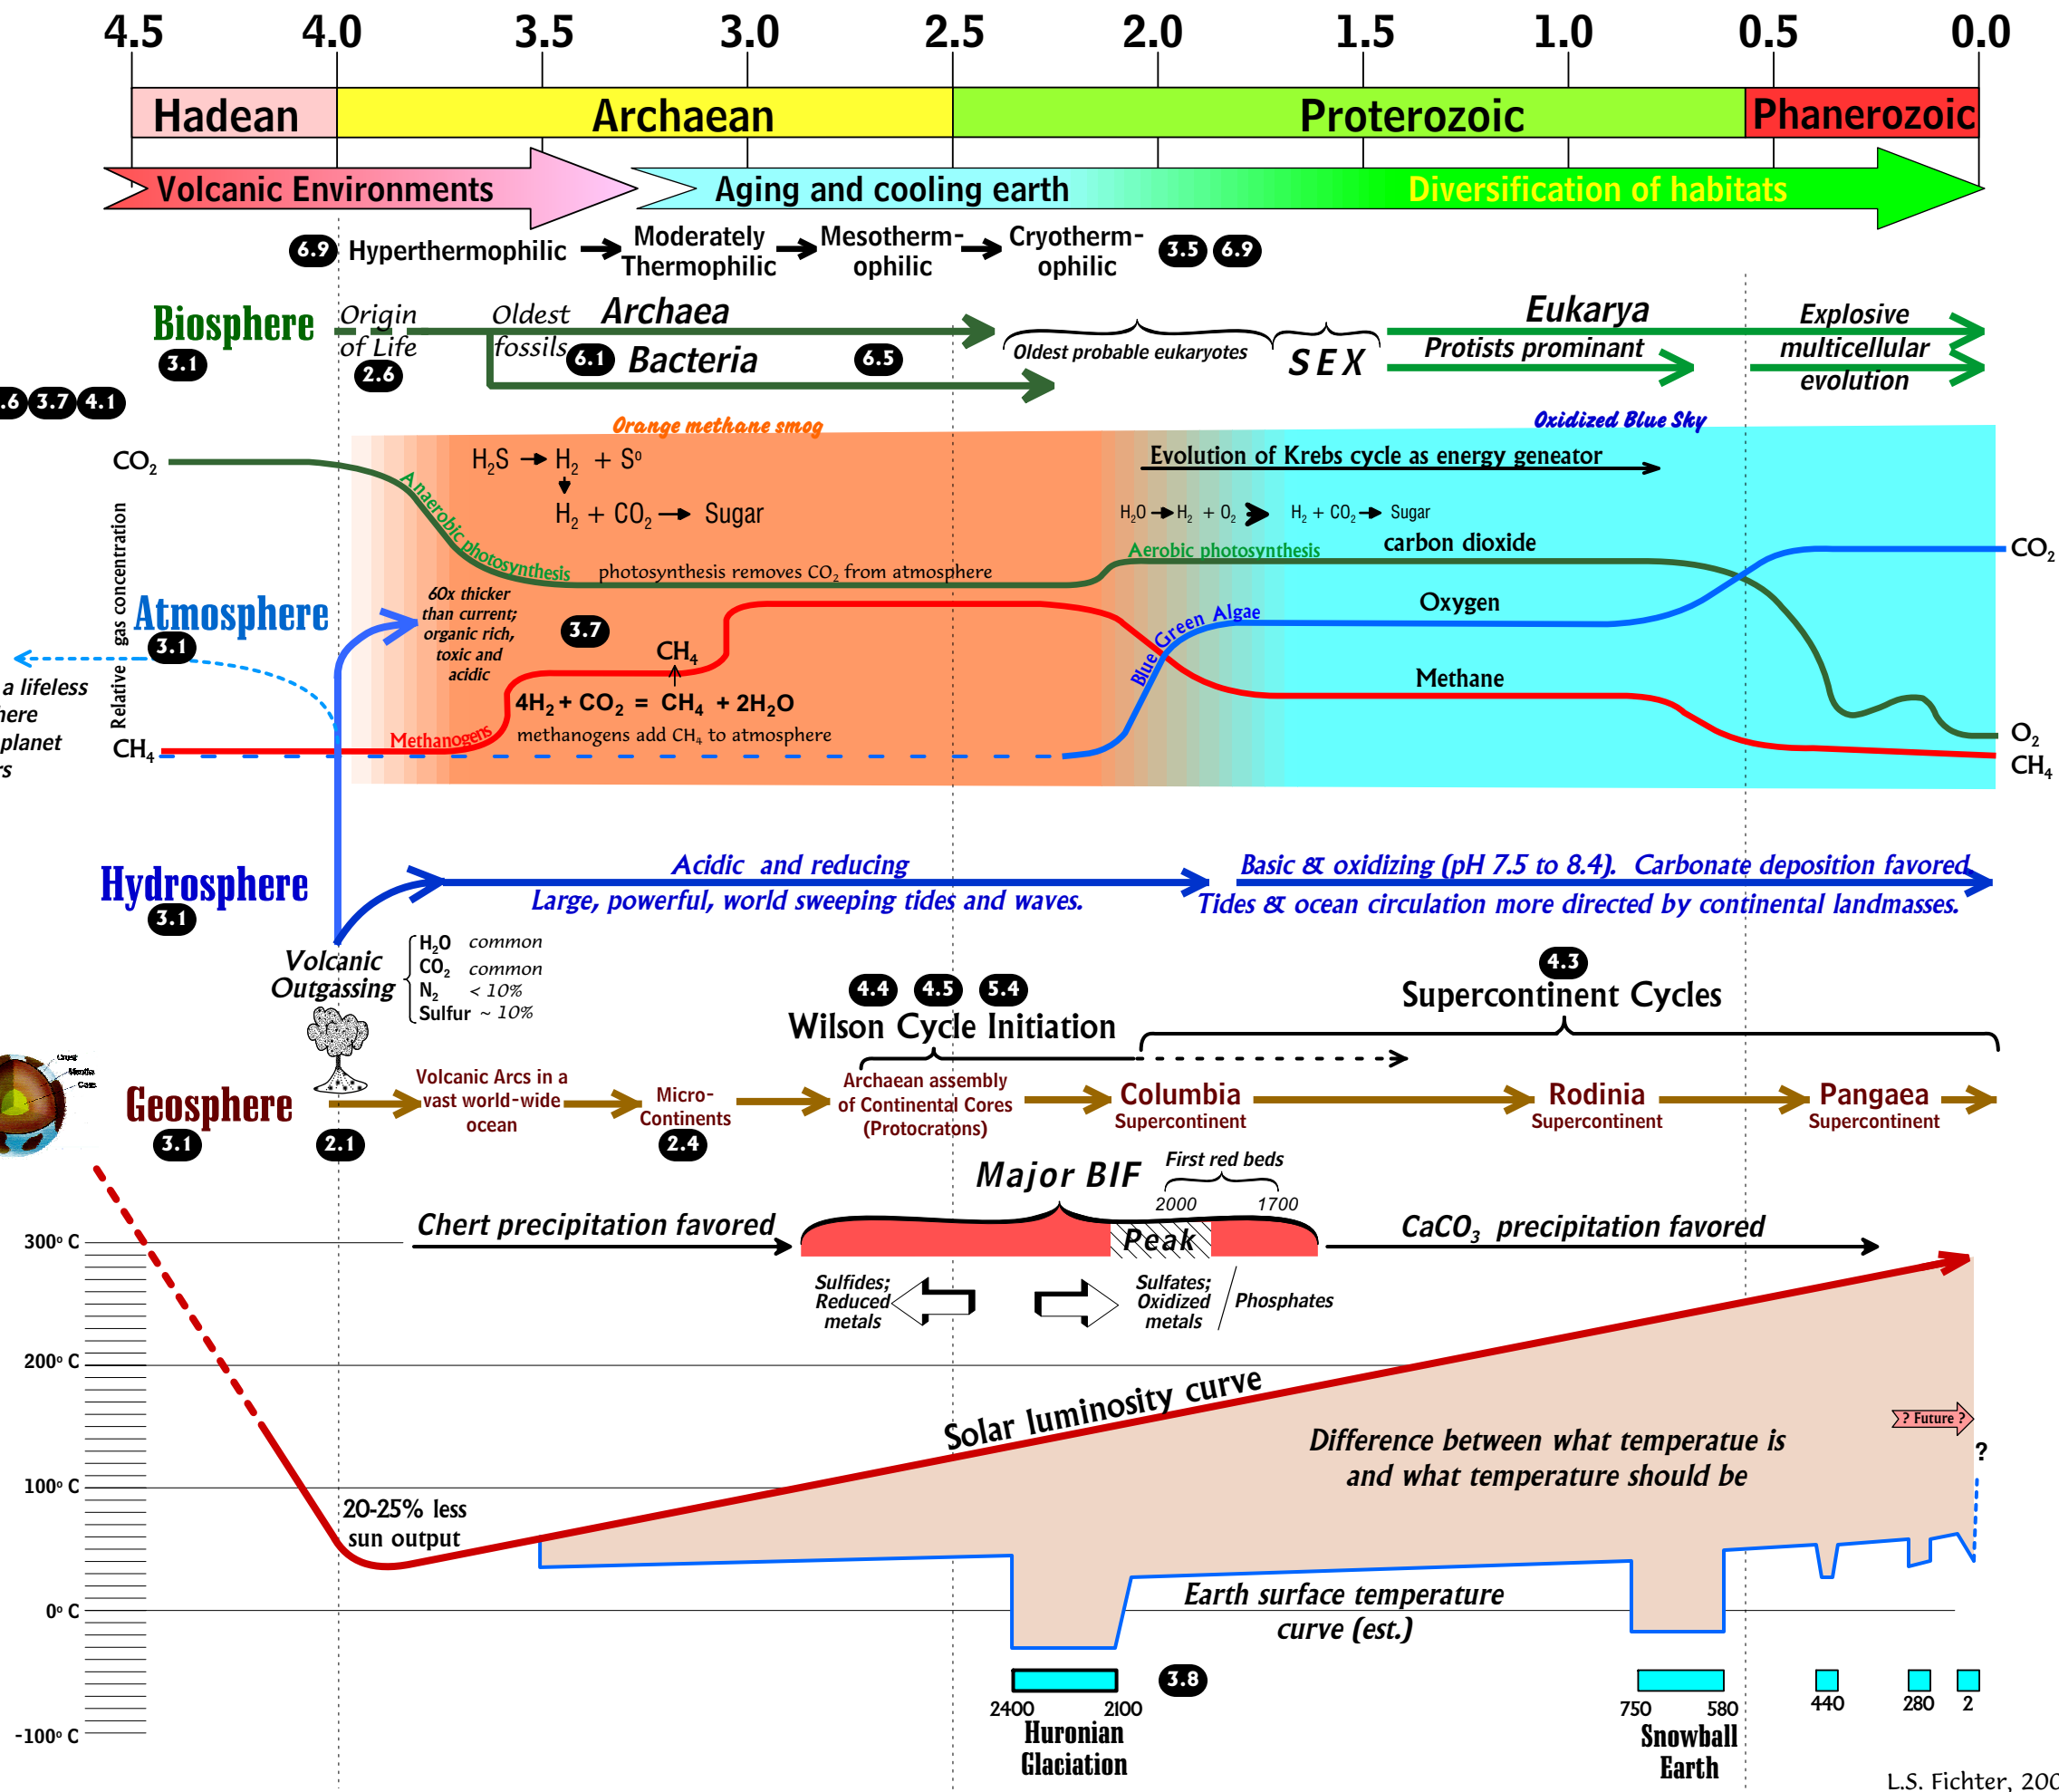 4.5 4.0 3.5 3.0 2.5 2.0 1.5 1.0 0.5 0.0
Hadean Archaean Proterozoic Phanerozoic
Volcanic Environments Aging and cooling earth Diversification of habitats
6.9 Hyperthermophilic
Moderately
Thermophilic
Mesotherm-
ophilic
Cryotherm-
ophilic
3.5 6.9
Biosphere
3.1
Origin
of Life
2.6
Oldest
fossils
Archaea
6.1 Bacteria 6.5
Oldest probable eukaryotes
SEX
Eukarya
Protists prominant
Explosive
multicellular
evolution
.6 3.7 4.1
Orange methane smog
Oxidized Blue Sky
CO2
H2S H2 + S0
H2 + CO2 Sugar
Anaerobic photosynthesis
photosynthesis removes CO2 from atmosphere
Evolution of Krebs cycle as energy geneator
H2O H2 + O2 H2 + CO2 Sugar
Aerobic photosynthesis
carbon dioxide
CO2
Relative gas concentration
Atmosphere
3.1
60x thicker
than current;
organic rich,
toxic and
acidic
3.7
Blue Green Algae
Oxygen
CH4
Methane
a lifeless
here
planet
rs
4H2 + CO2 = CH4 + 2H2O
Methanogens
methanogens add CH4 to atmosphere
CH4
O2
CH4
Hydrosphere
3.1
Acidic and reducing
Large, powerful, world sweeping tides and waves.
Basic & oxidizing (pH 7.5 to 8.4). Carbonate deposition favored.
Tides & ocean circulation more directed by continental landmasses.
Volcanic
Outgassing
H2O common
CO2 common
N2 < 10%
Sulfur ~ 10%
4.4 4.5 5.4
Wilson Cycle Initiation
4.3
Supercontinent Cycles
Crust
Mantle
Core
Geosphere
3.1
2.1
Volcanic Arcs in a
vast world-wide
ocean
Micro-
Continents
2.4
Archaean assembly
of Continental Cores
(Protocratons)
Columbia
Supercontinent
Rodinia
Supercontinent
Pangaea
Supercontinent
Major BIF
First red beds
2000 1700
Chert precipitation favored
Peak
CaCO3 precipitation favored
Sulfides;
Reduced
metals
Sulfates;
Oxidized
metals
Phosphates
300o C
200o C
100o C
0o C
-100o C
Solar luminosity curve
20-25% less
sun output
Difference between what temperatue is
and what temperature should be
? Future ?
?
Earth surface temperature
curve (est.)
2400 2100
Huronian
Glaciation
3.8
750 580
Snowball
Earth
440
280
2
L.S. Fichter, 200